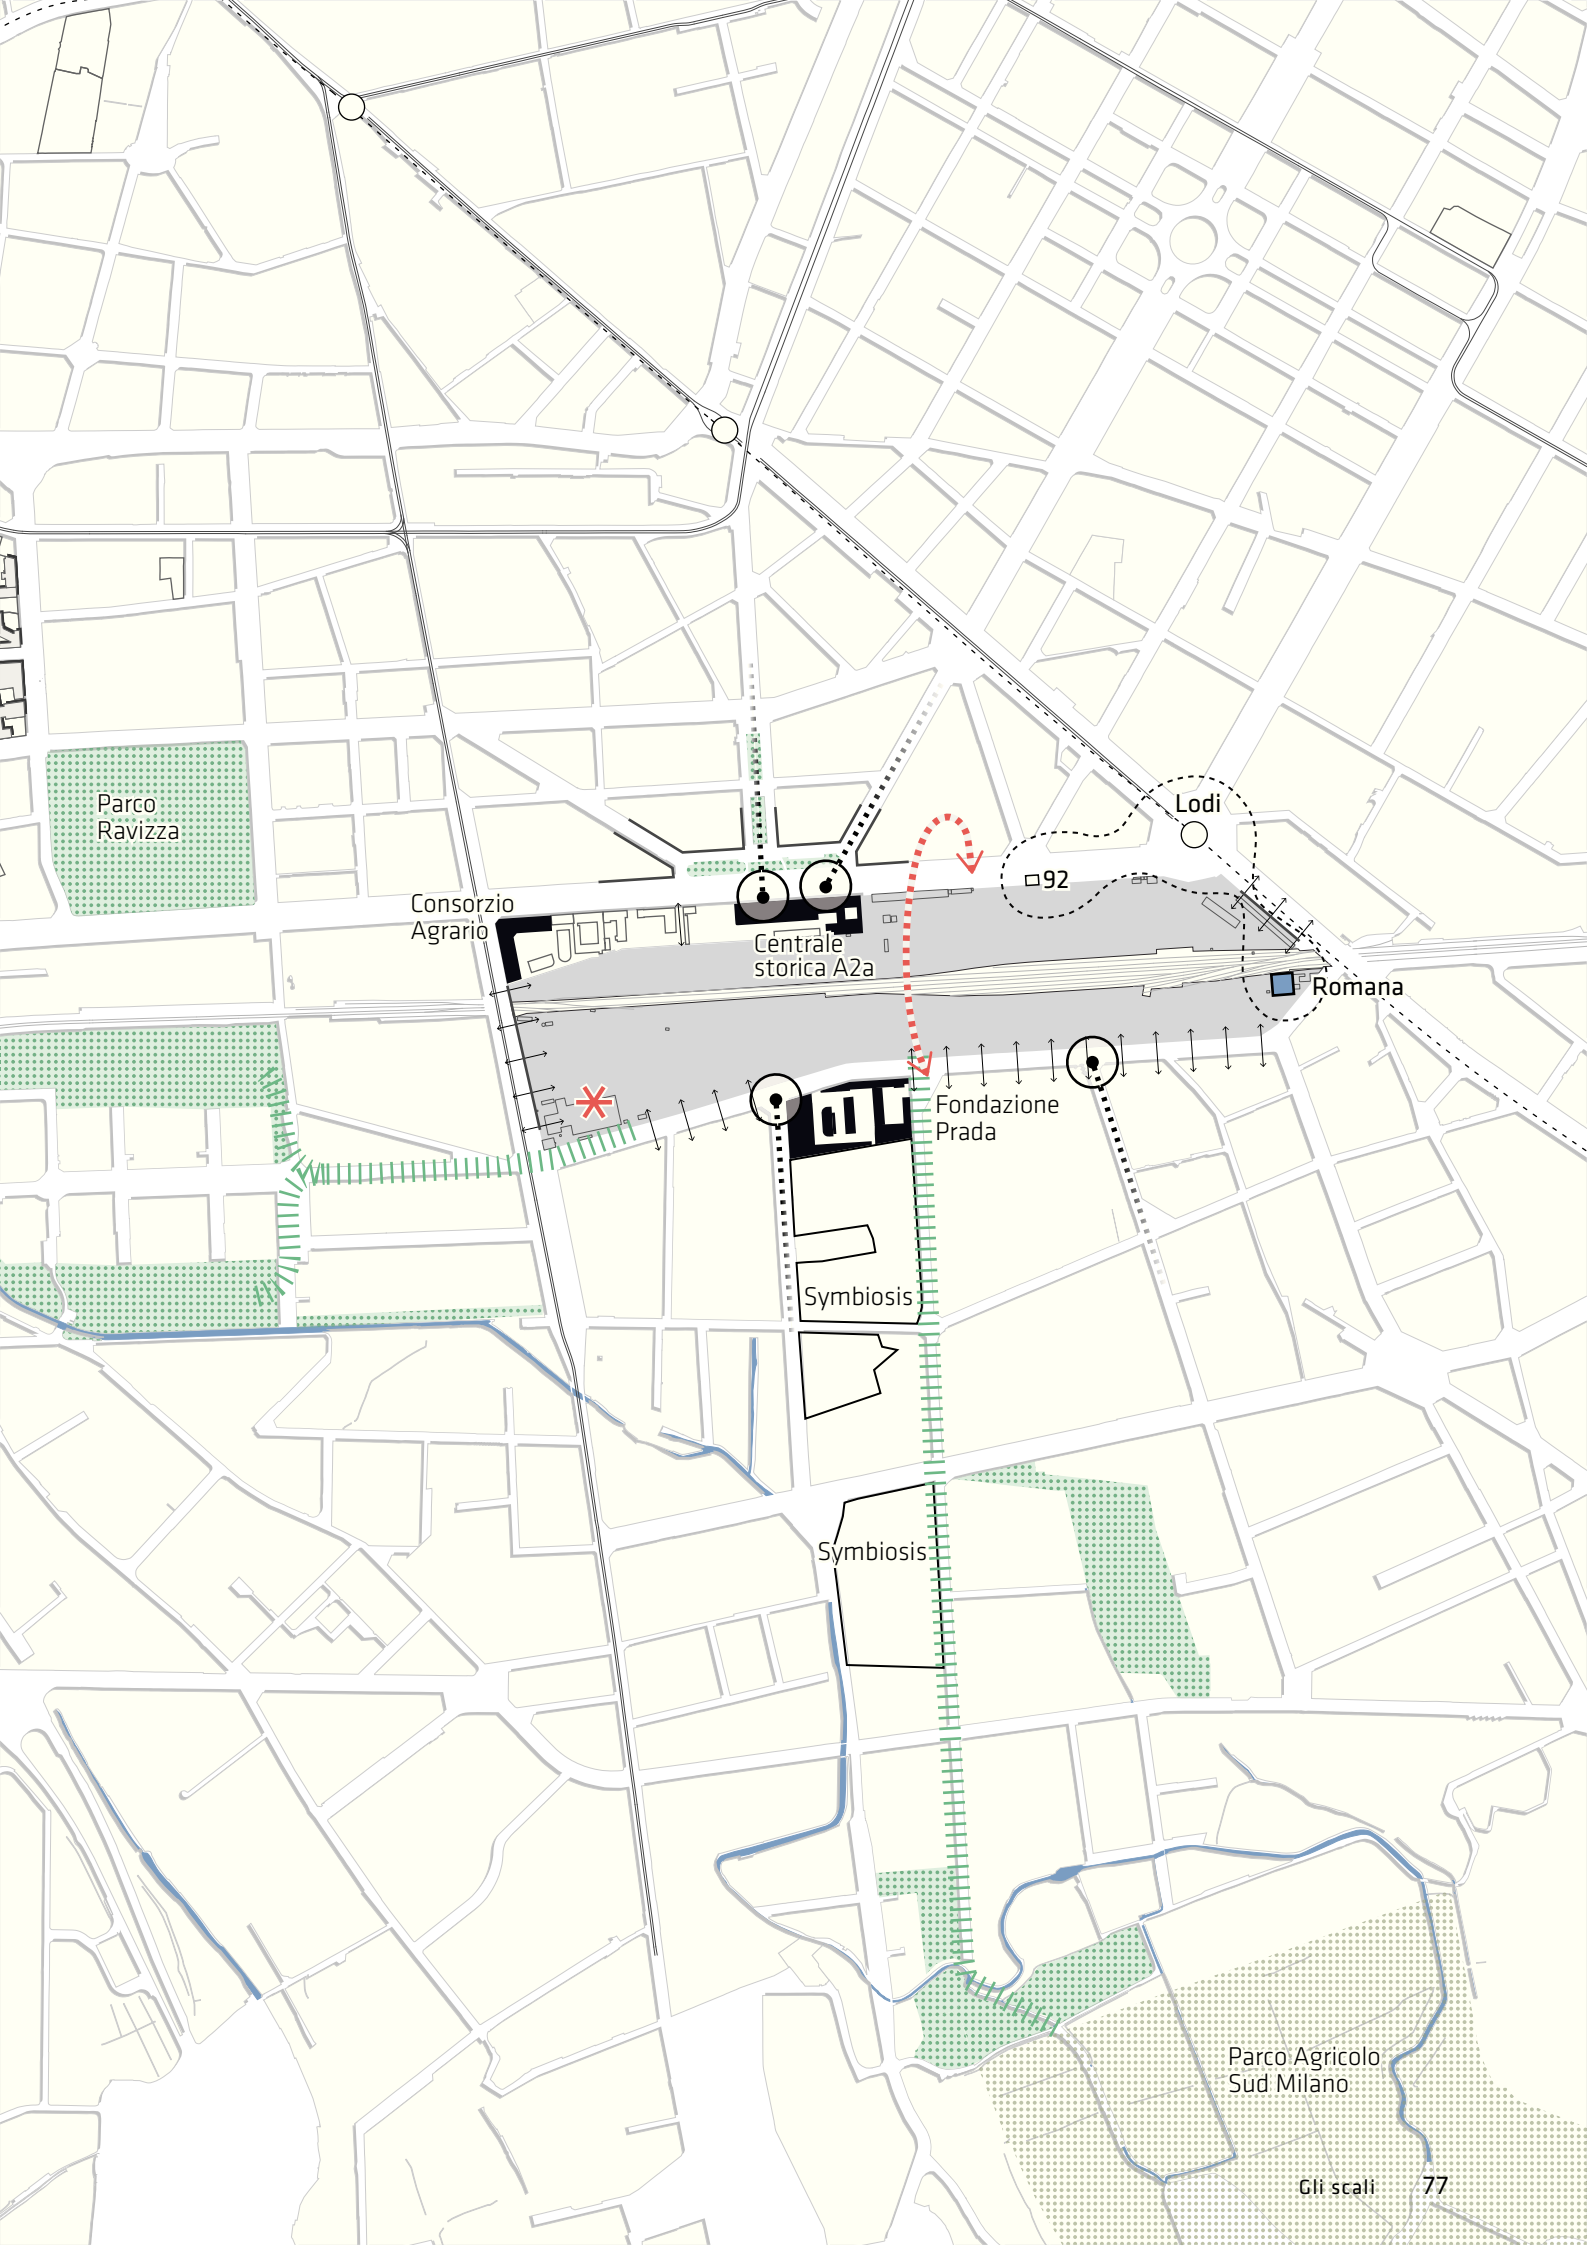 Parco
Ravizza
Lodi
92
Consorzio
Agrario
Centrale
storica A2a
Romana
Fondazione
Prada
Symbiosis
Symbiosis
Parco Agricolo
Sud Milano
Gli scali 77